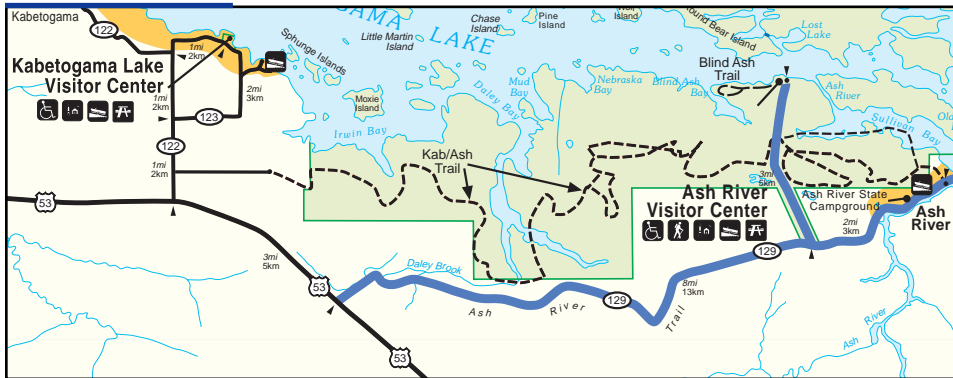 Kabetogama
122
1mi
2km
Kabetogama Lake
Visitor Center
1mi
2km
2mi
3km
123
122
1mi
2km
53
3mi
5km
53
53
Sphunge Islands
Little Martin
Island
Chase
Island
Pine
Island
GAMA
LAKE
Moxie
Island
Irwin Bay
Daley Bay
Mud
Bay
Nebraska
Bay
Blind Ash
Bay
Round Bear Island
Lost
Lake
Blind Ash
Trail
Ash
River
Sullivan Bay
Kab/Ash
Trail
3mi
5km
Ash River
Visitor Center
Ash River State
Campground
Ash
River
2mi
3km
129
8mi
13km
129
Daley Brook
Ash River Trail
Ash River